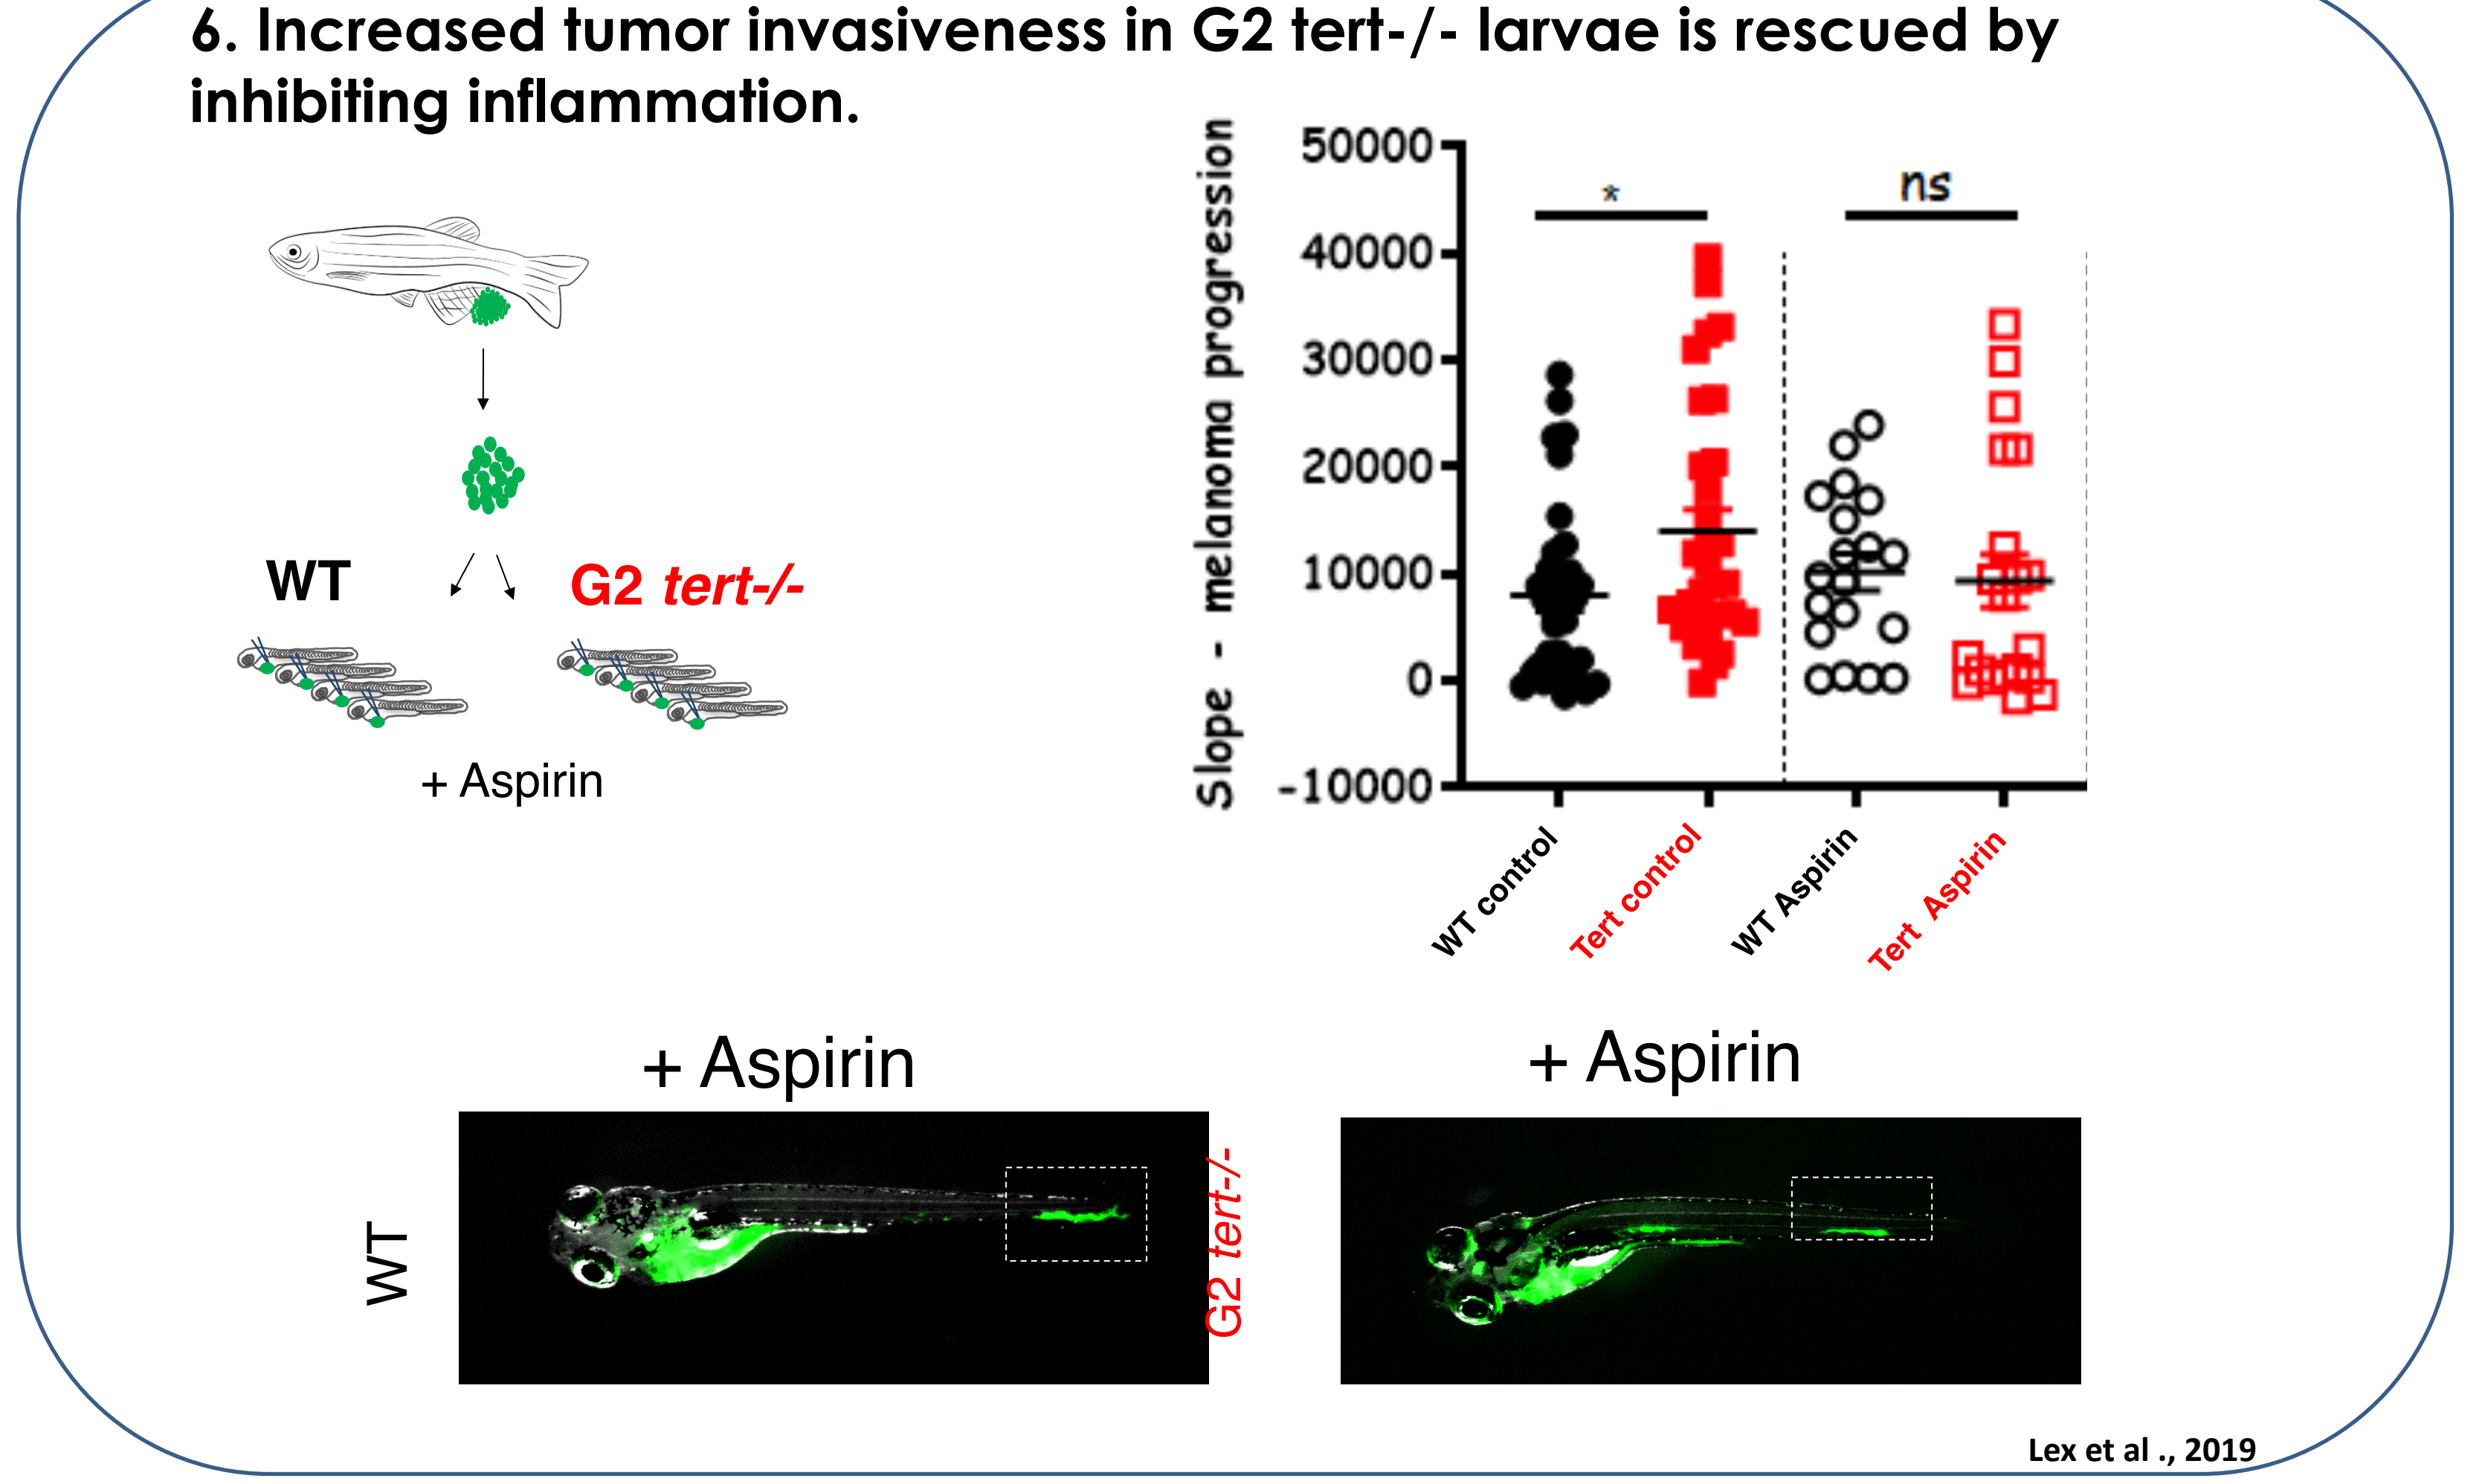 6. Increased tumor invasiveness in G2 tert-/- larvae is rescued by
inhibiting inflammation.
WT
G2 tert-/-
+ Aspirin
Slope - melanoma progression
50000
40000
30000
20000
10000
0
-10000
*
ns
WT control
Tert control
WT Aspirin
Tert Aspirin
+ Aspirin
+ Aspirin
WT
G2 tert-/-
Lex et al ., 2019